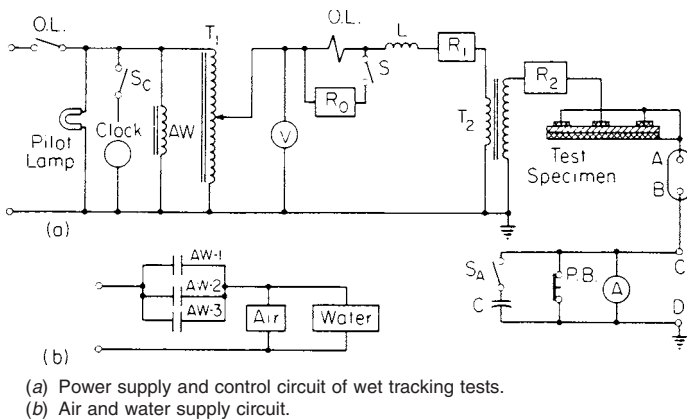 O.L.
T1
O.L.
L
R1
S
R0
SC
Clock
AW
V
T2
R2
Pilot
Lamp
Test
Specimen
A
B
(a)
C
SA
C
P.B.
A
D
AW-1
AW-2
AW-3
Air
Water
(b)
(a) Power supply and control circuit of wet tracking tests.
(b) Air and water supply circuit.